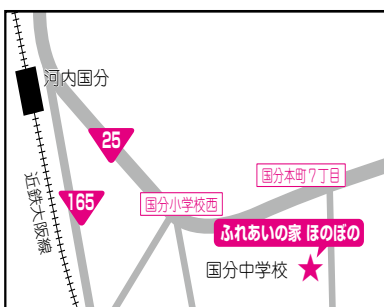 河内国分
25
国分本町7丁目
近鉄大阪線
165
国分小学校西
ふれあいの家 ほのぼの
国分中学校